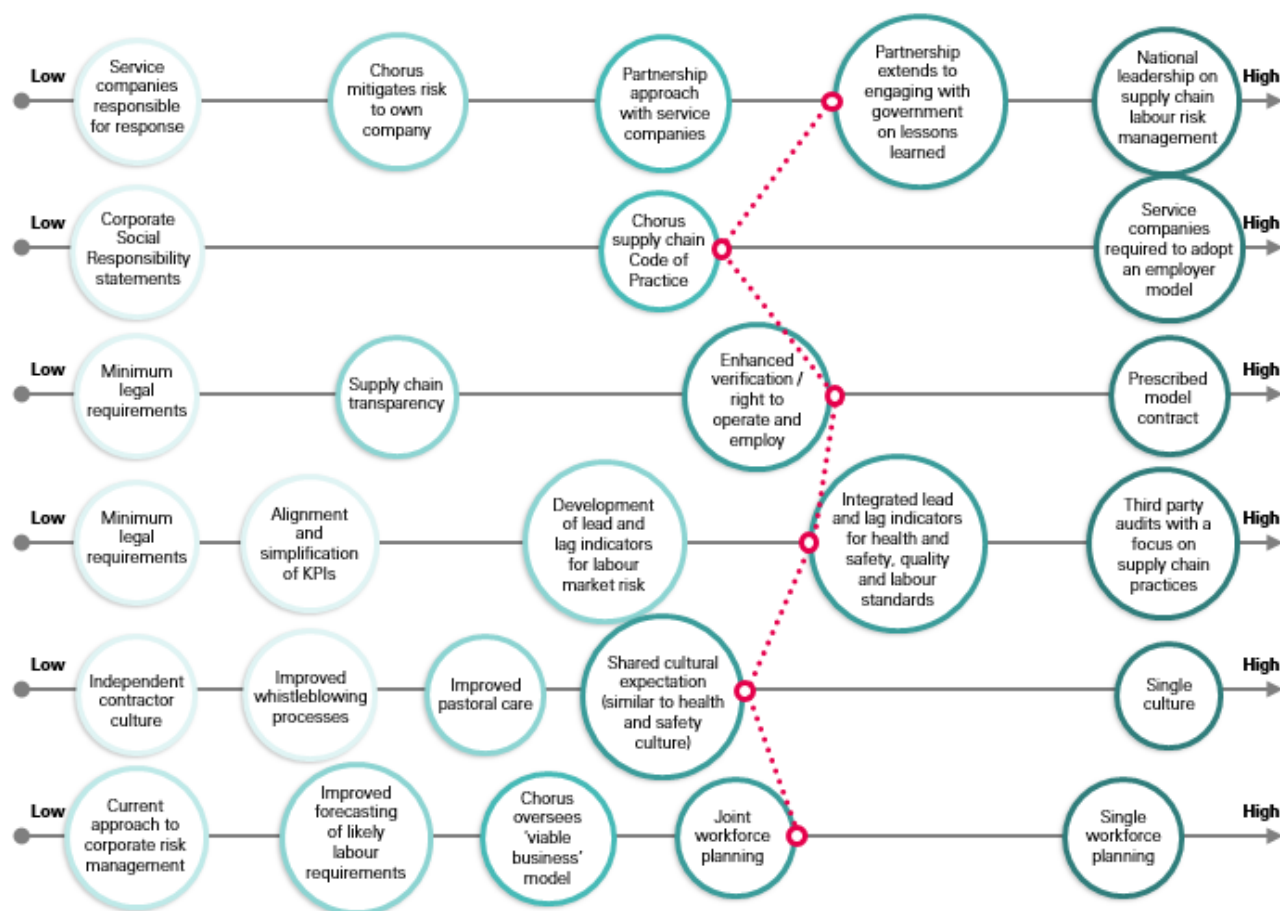 Low
Service
companies
responsible
for response
Chorus
mitigates risk
to own
company
Partnership
approach
with service
companies
Partnership
extends to
engaging with
government
on lessons
learned
National
leadership on
supply chain
labour risk
management
High
Low
Corporate
Social
Responsibility
statements
Chorus
supply chain
Code of
Practice
Service
companies
required to adopt
an employer
model
High
Low
Minimum
legal
requirements
Supply chain
transparency
Enhanced
verification /
right to
operate and
employ
Prescribed
model
contract
High
Low
Minimum
legal
requirements
Alignment
and
simplification
of KPIs
Development
of lead and
lag indicators
for labour
market risk
Integrated lead
and lag indicators
for health and
safety, quality
and labour
standards
Third party
audits with a
focus on
supply chain
practices
High
Low
Independent
contractor
culture
Improved
whistleblowing
processes
Improved
pastoral care
Shared cultural
expectation
(similar to health
and safety
culture)
Single
culture
High
Low
Current
approach to
corporate risk
management
Improved
forecasting
of likely
labour
requirements
Chorus
oversees
‘viable
business’
model
Joint
workforce
planning
Single
workforce
planning
High